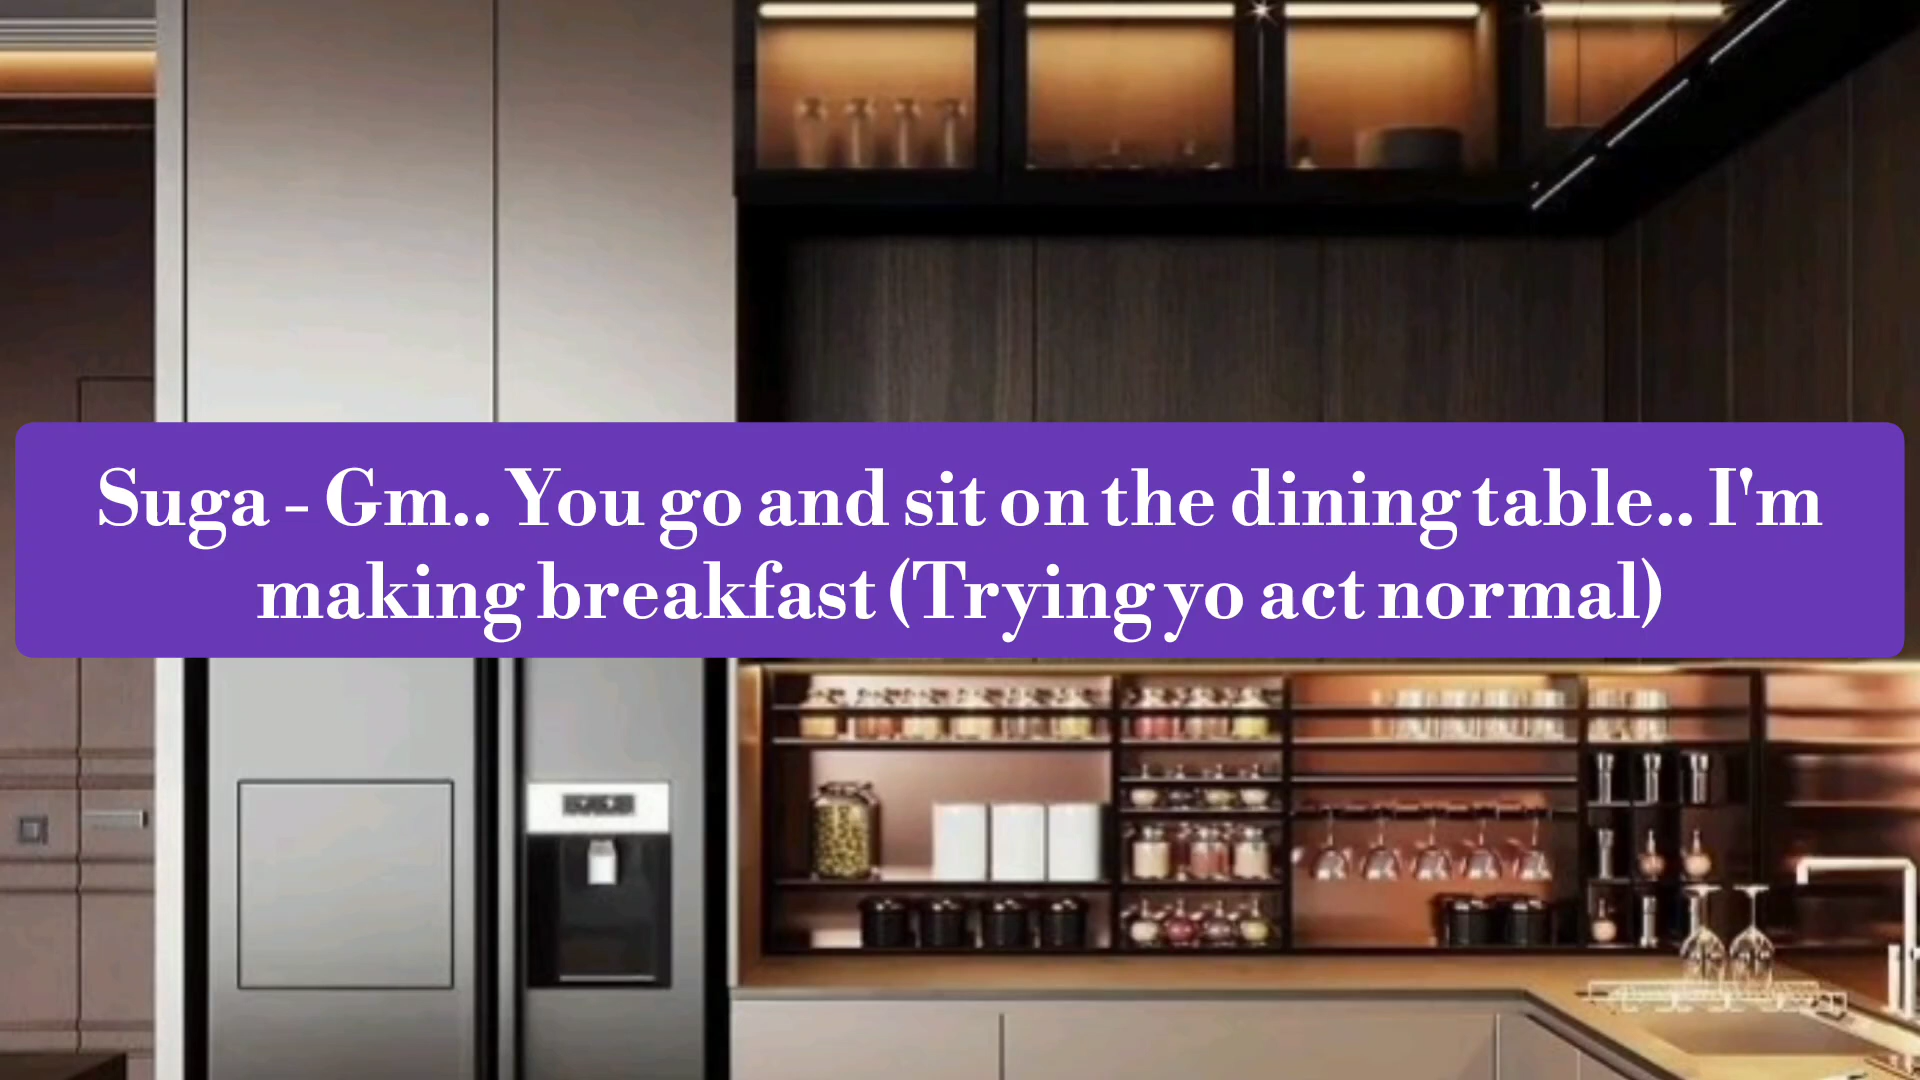 Suga - Gm.. You go and sit on the dining table.. I'm
making breakfast (Trying yo act normal)